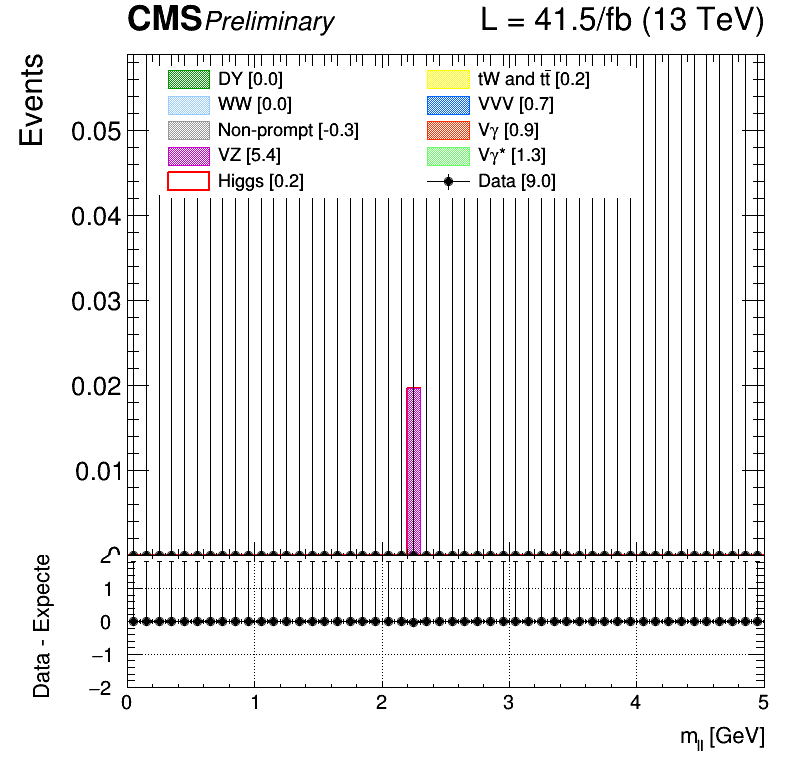 CMS Preliminary L = 41.5/fb (13 TeV)
Events
DY [0.0]
WW [0.0]
Non-prompt [-0.3]
VZ [5.4]
Higgs [0.2]
tW and tt̄ [0.2]
VVV [0.7]
Vγ [0.9]
Vγ* [1.3]
Data [9.0]
0.05
0.04
0.03
0.02
0.01
Data - Expecte
2
1
0
−1
−2
0 1 2 3 4 5
m_ll [GeV]